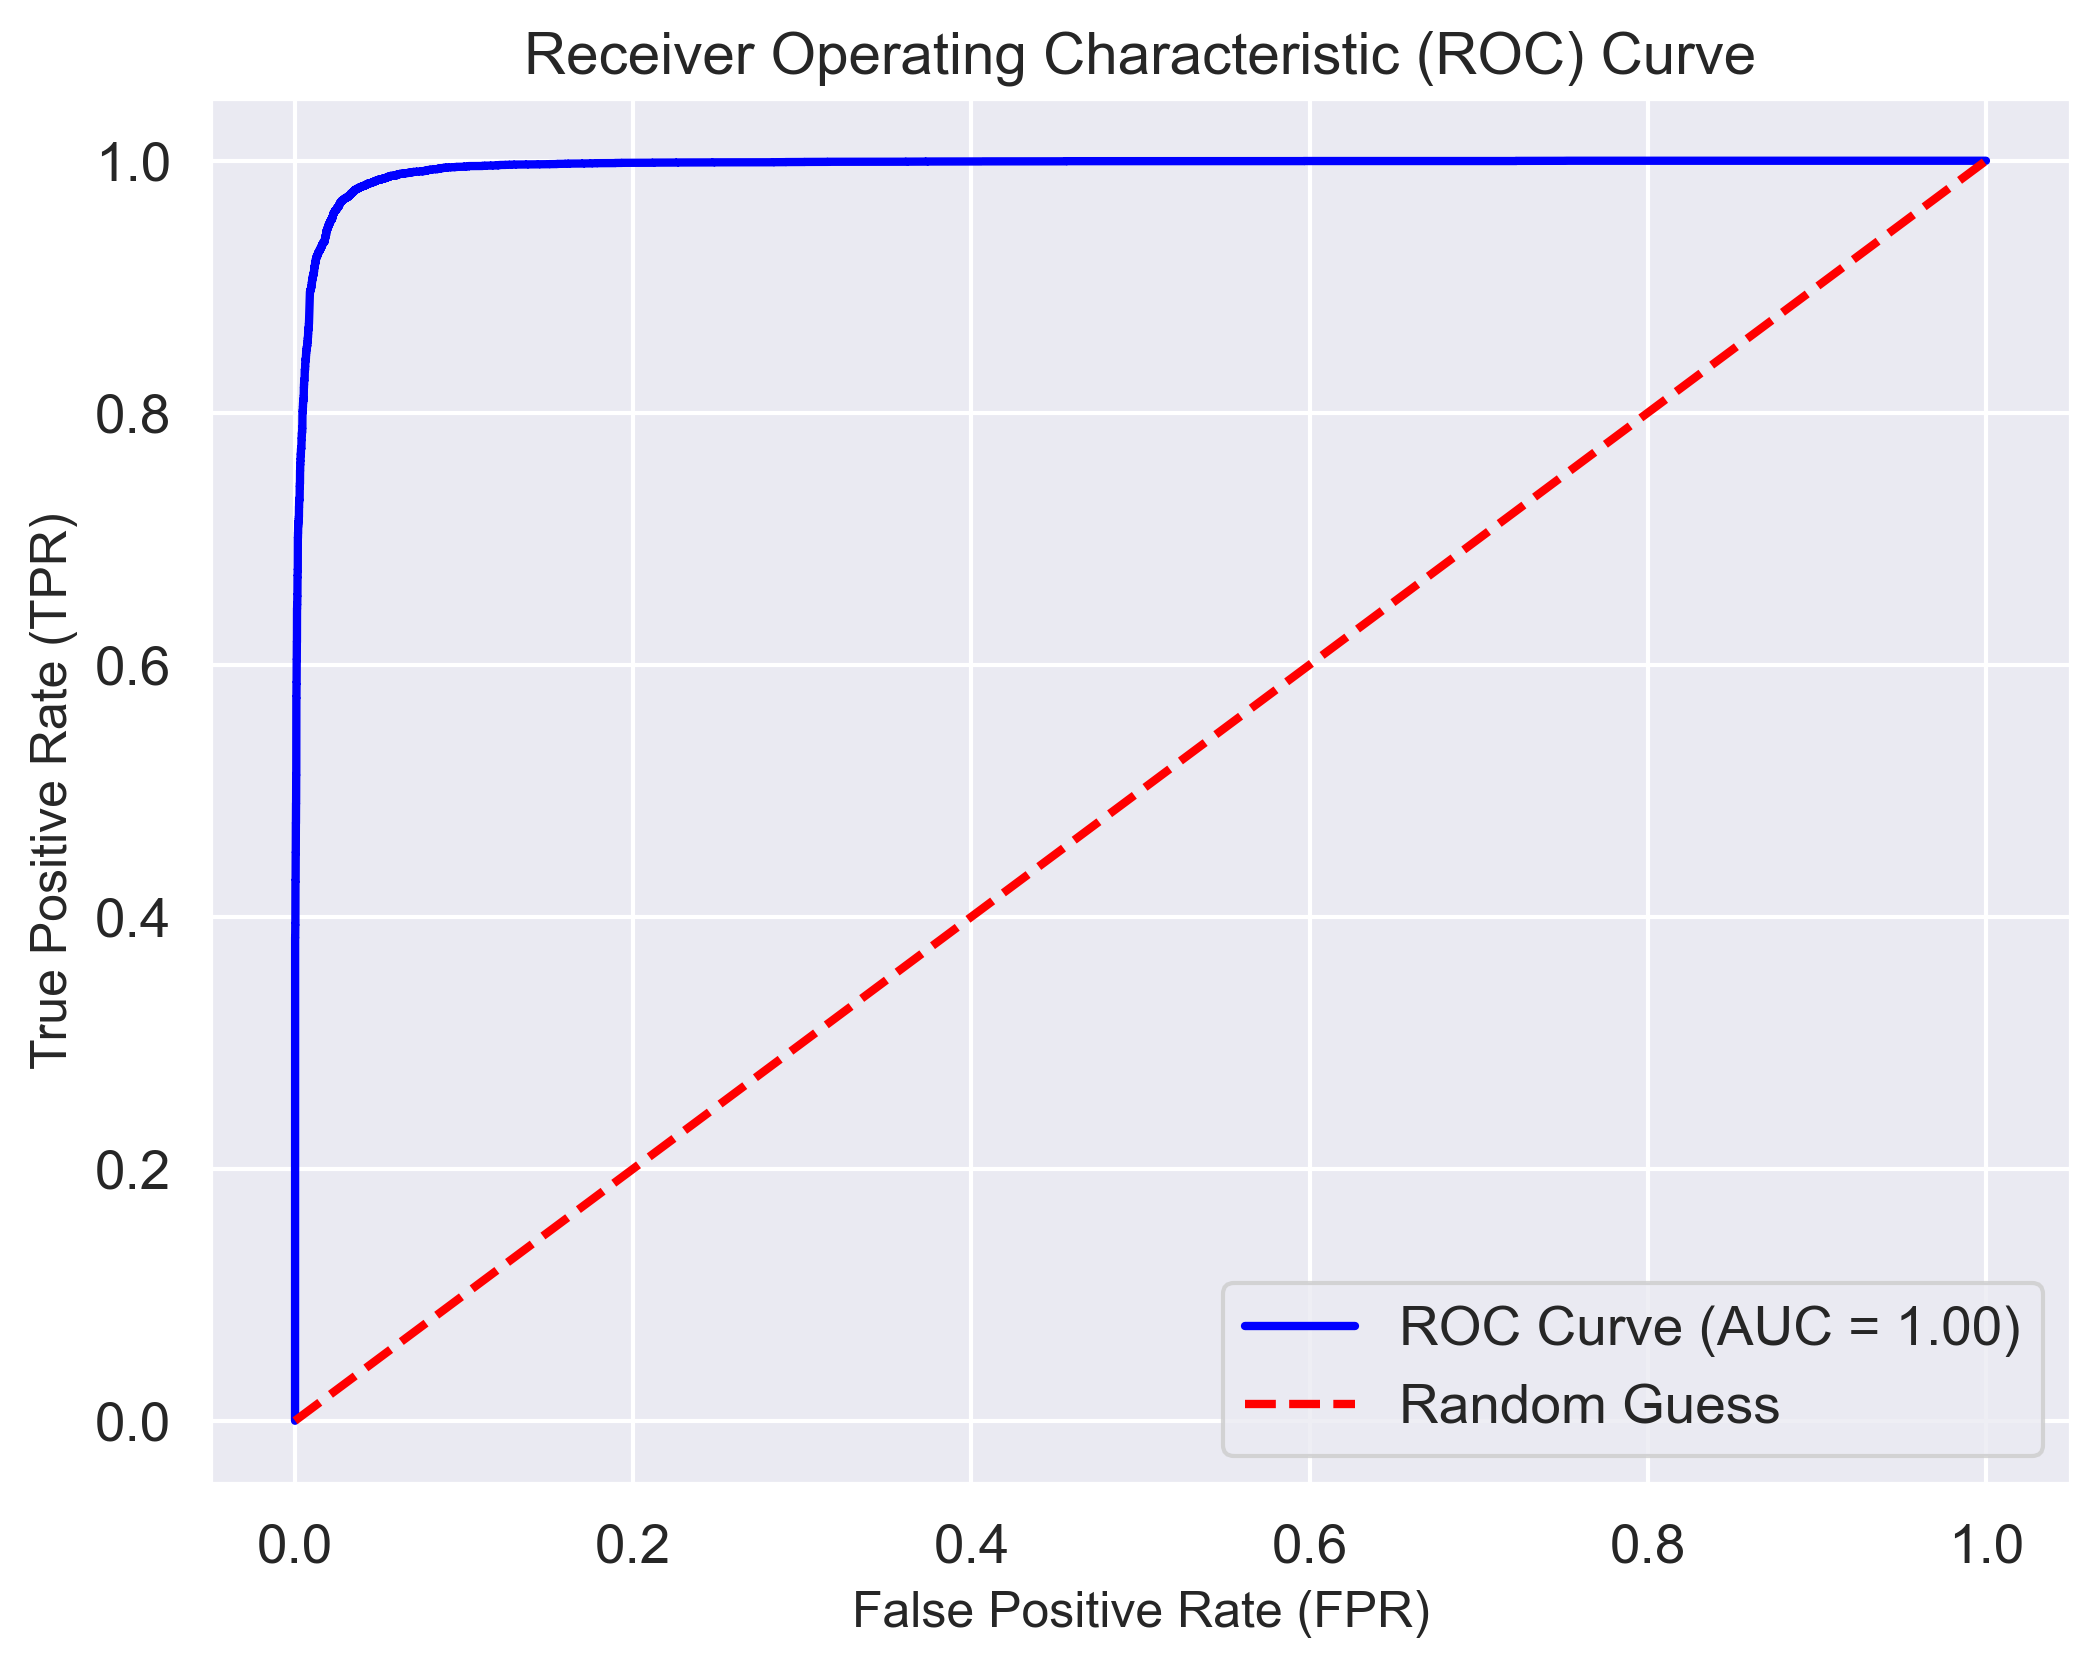 Receiver Operating Characteristic (ROC) Curve
True Positive Rate (TPR)
1.0
0.8
0.6
0.4
0.2
0.0
ROC Curve (AUC = 1.00)
Random Guess
0.0 0.2 0.4 0.6 0.8 1.0
False Positive Rate (FPR)